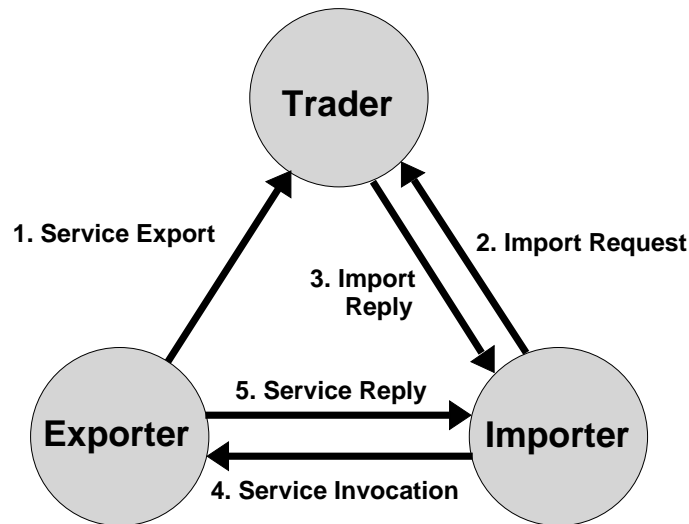 Trader
1. Service Export
2. Import Request
3. Import
Reply
5. Service Reply
Exporter
Importer
4. Service Invocation